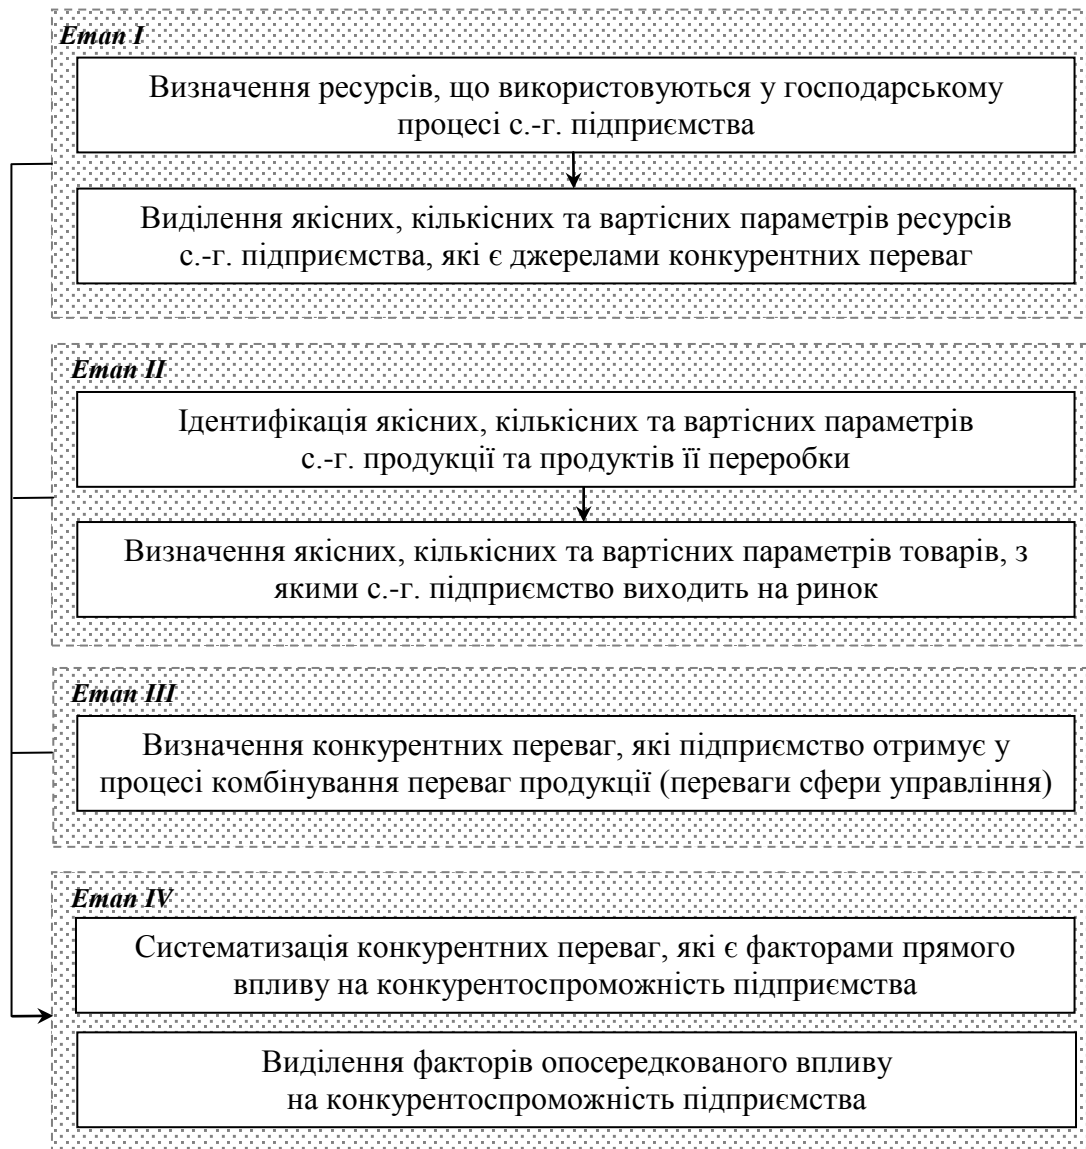 Етап I
Визначення ресурсів, що використовуються у господарському
процесі с.-г. підприємства
Виділення якісних, кількісних та вартісних параметрів ресурсів
с.-г. підприємства, які є джерелами конкурентних переваг
Етап II
Ідентифікація якісних, кількісних та вартісних параметрів
с.-г. продукції та продуктів її переробки
Визначення якісних, кількісних та вартісних параметрів товарів, з
якими с.-г. підприємство виходить на ринок
Етап III
Визначення конкурентних переваг, які підприємство отримує у
процесі комбінування переваг продукції (переваги сфери управління)
Етап IV
Систематизація конкурентних переваг, які є факторами прямого
впливу на конкурентоспроможність підприємства
Виділення факторів опосередкованого впливу
на конкурентоспроможність підприємства